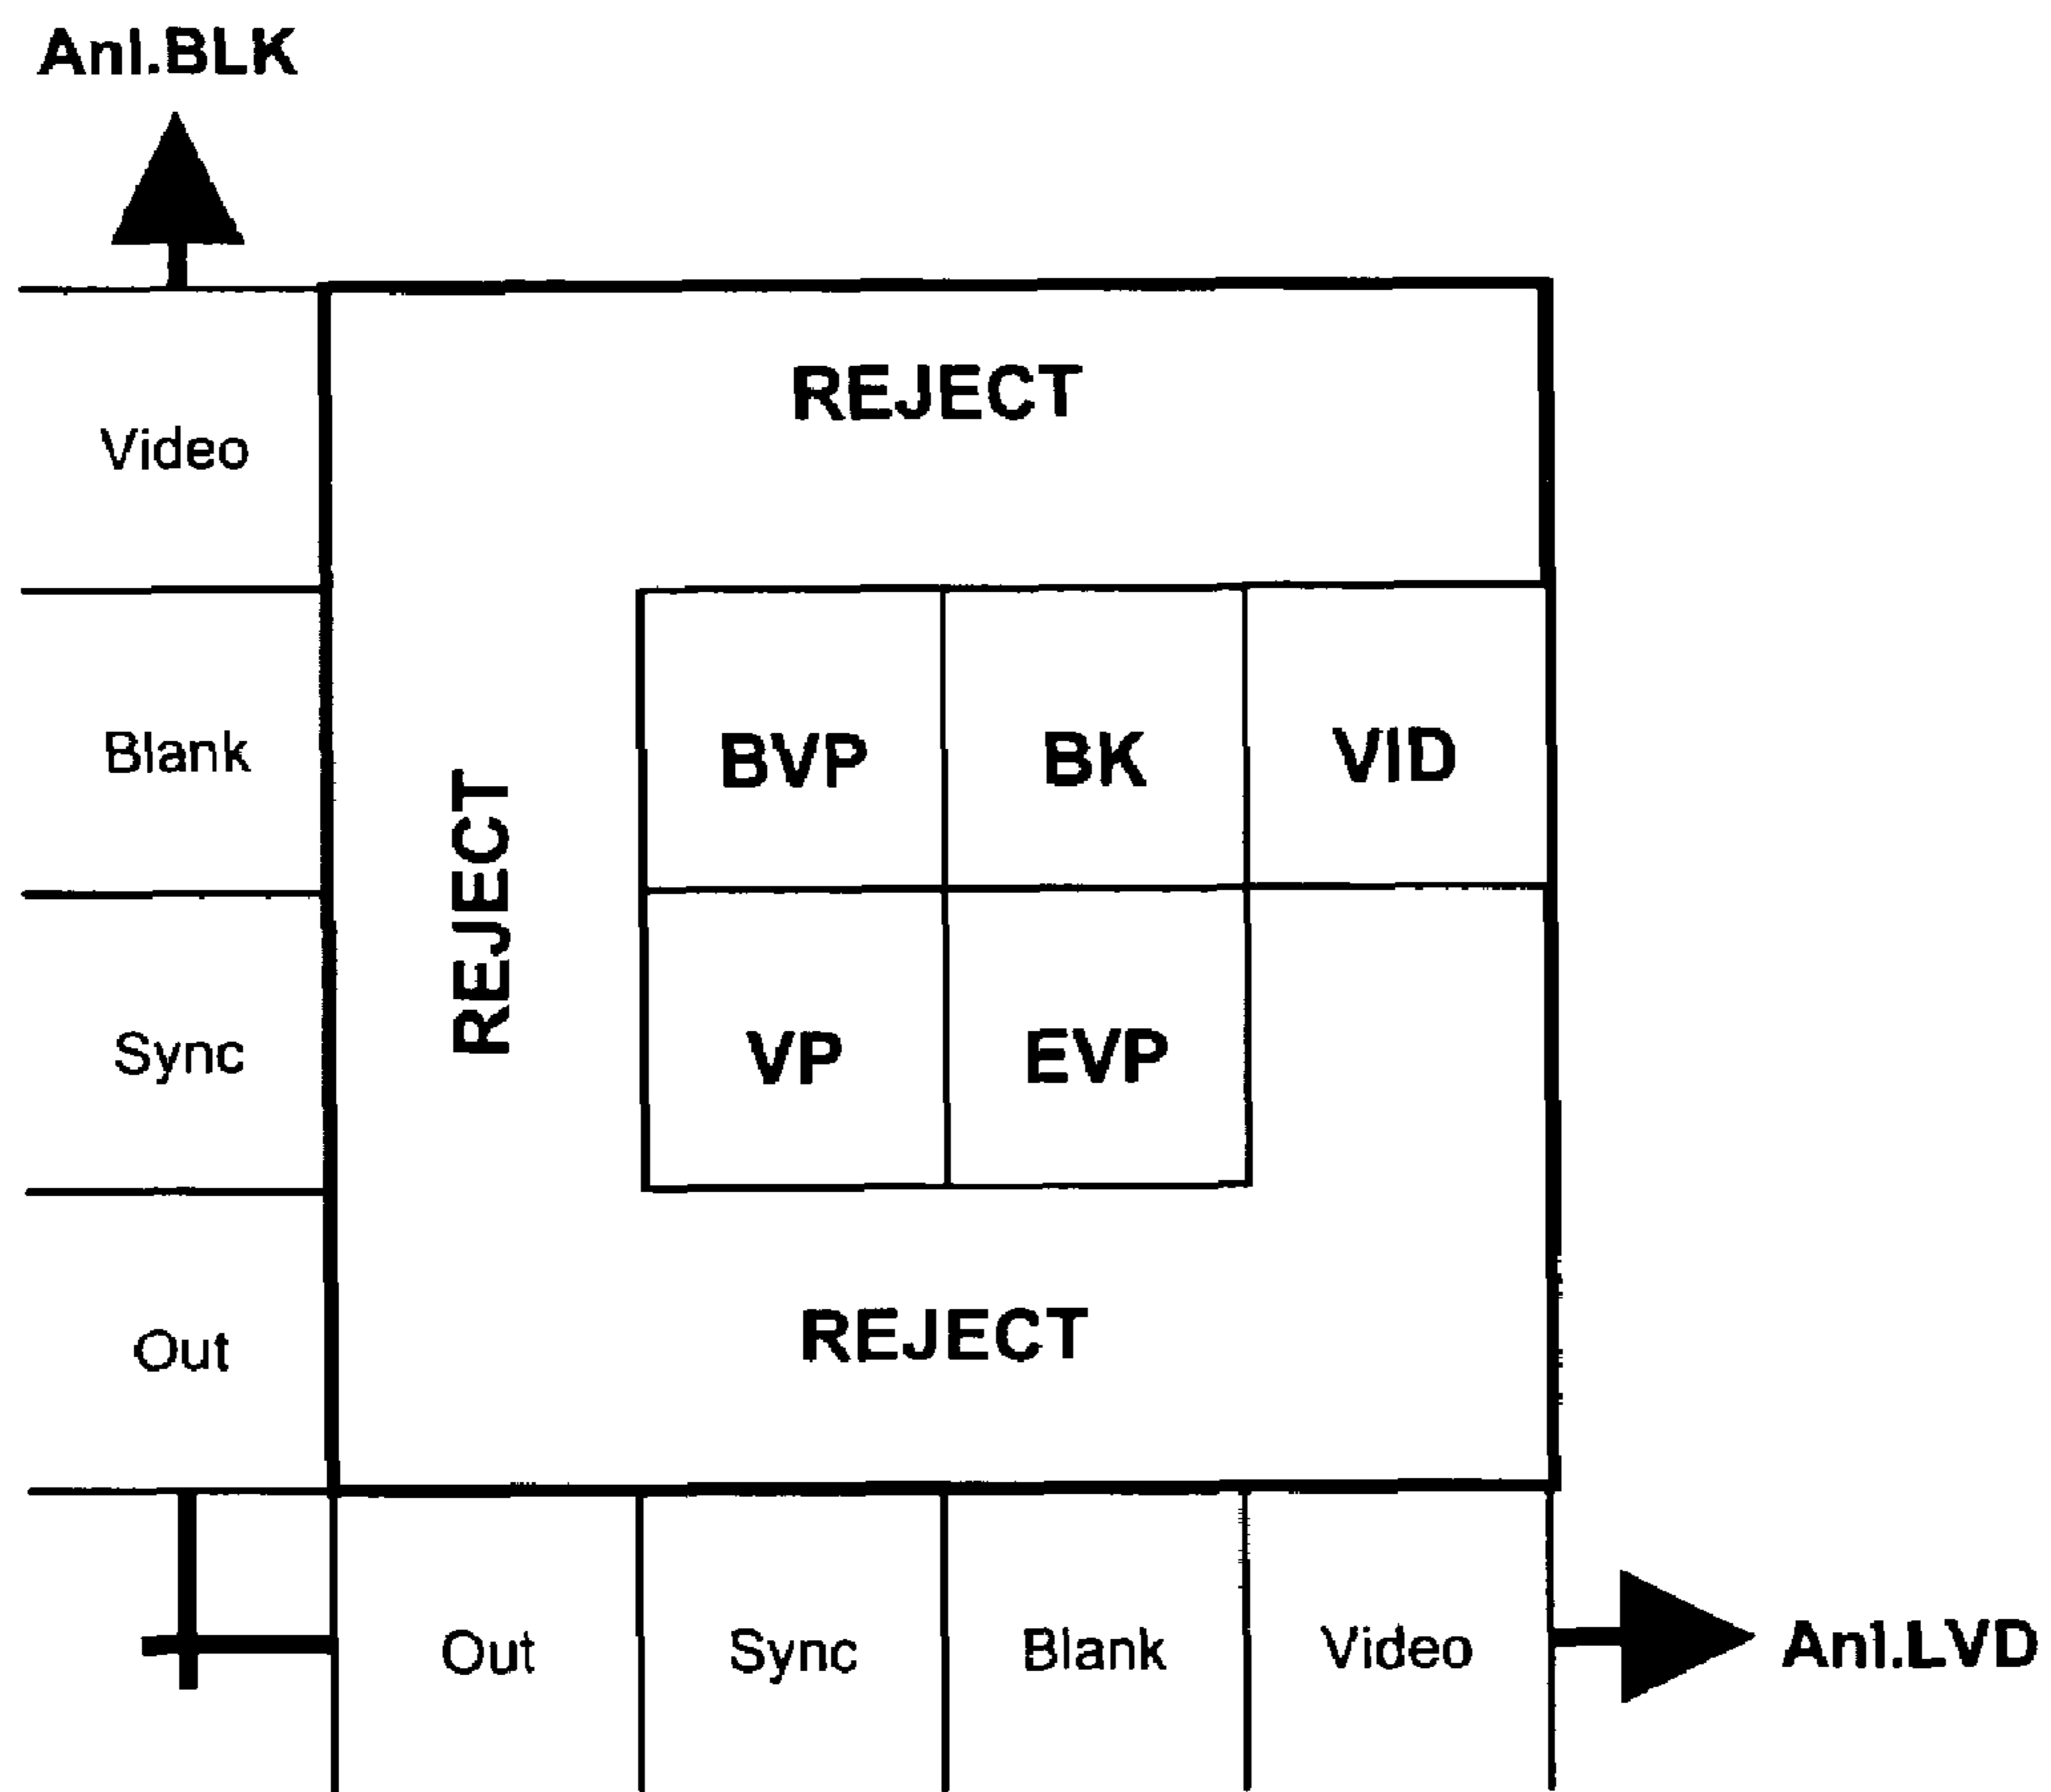 Anl.BLK
REJECT
Video
Blank
BVP BK VID
REJECT
Sync
VP EVP
Out
REJECT
Out Sync Blank Video
Anl.LVD